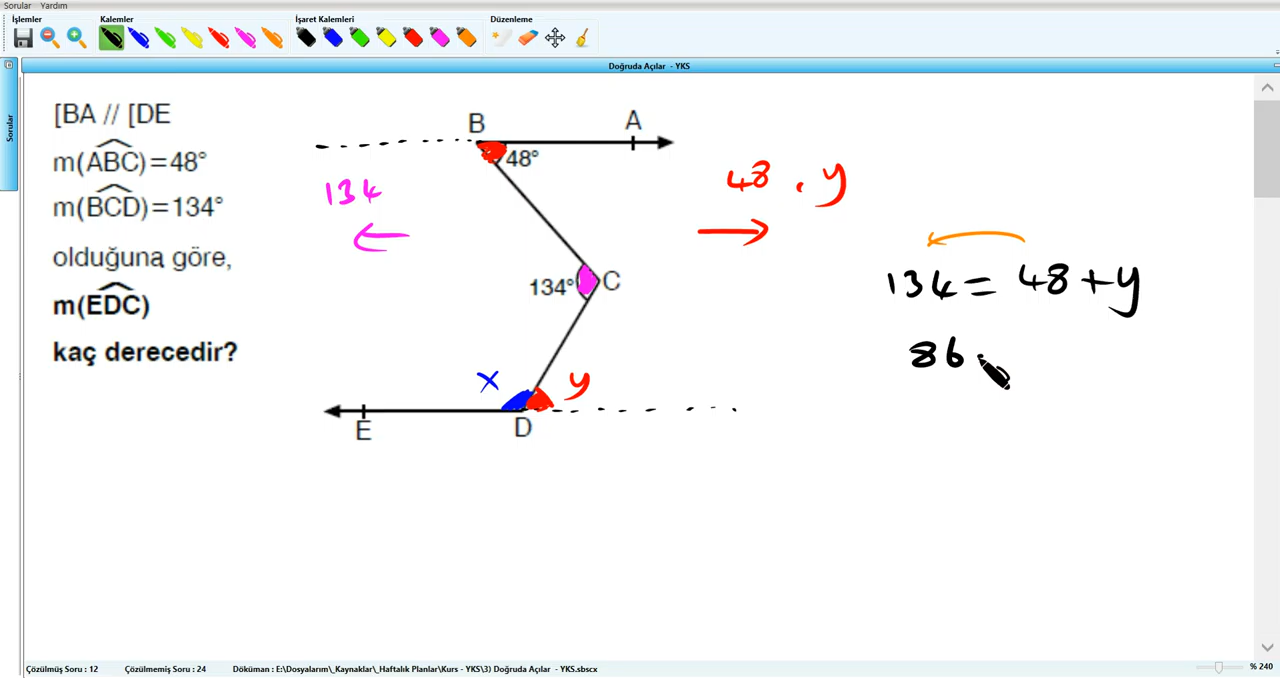 Sorular Yardım
İşlemler Kalemler İşaret Kalemleri Düzenleme
Doğruda Açılar - YKS
Sorular
[BA // [DE
m(ABC)=48°
m(BCD)=134°
olduğuna göre,
m(EDC)
kaç derecedir?
B A
48°
134
48 . y
134° C
134 = 48 + y
86
x y
E D
Çözülmüş Soru : 12 Çözülmemiş Soru : 24 Döküman : E:\Dosyalarım\_Kaynaklar\_Haftalık Planlar\Kurs - YKS\3) Doğruda Açılar - YKS.sbscx % 240